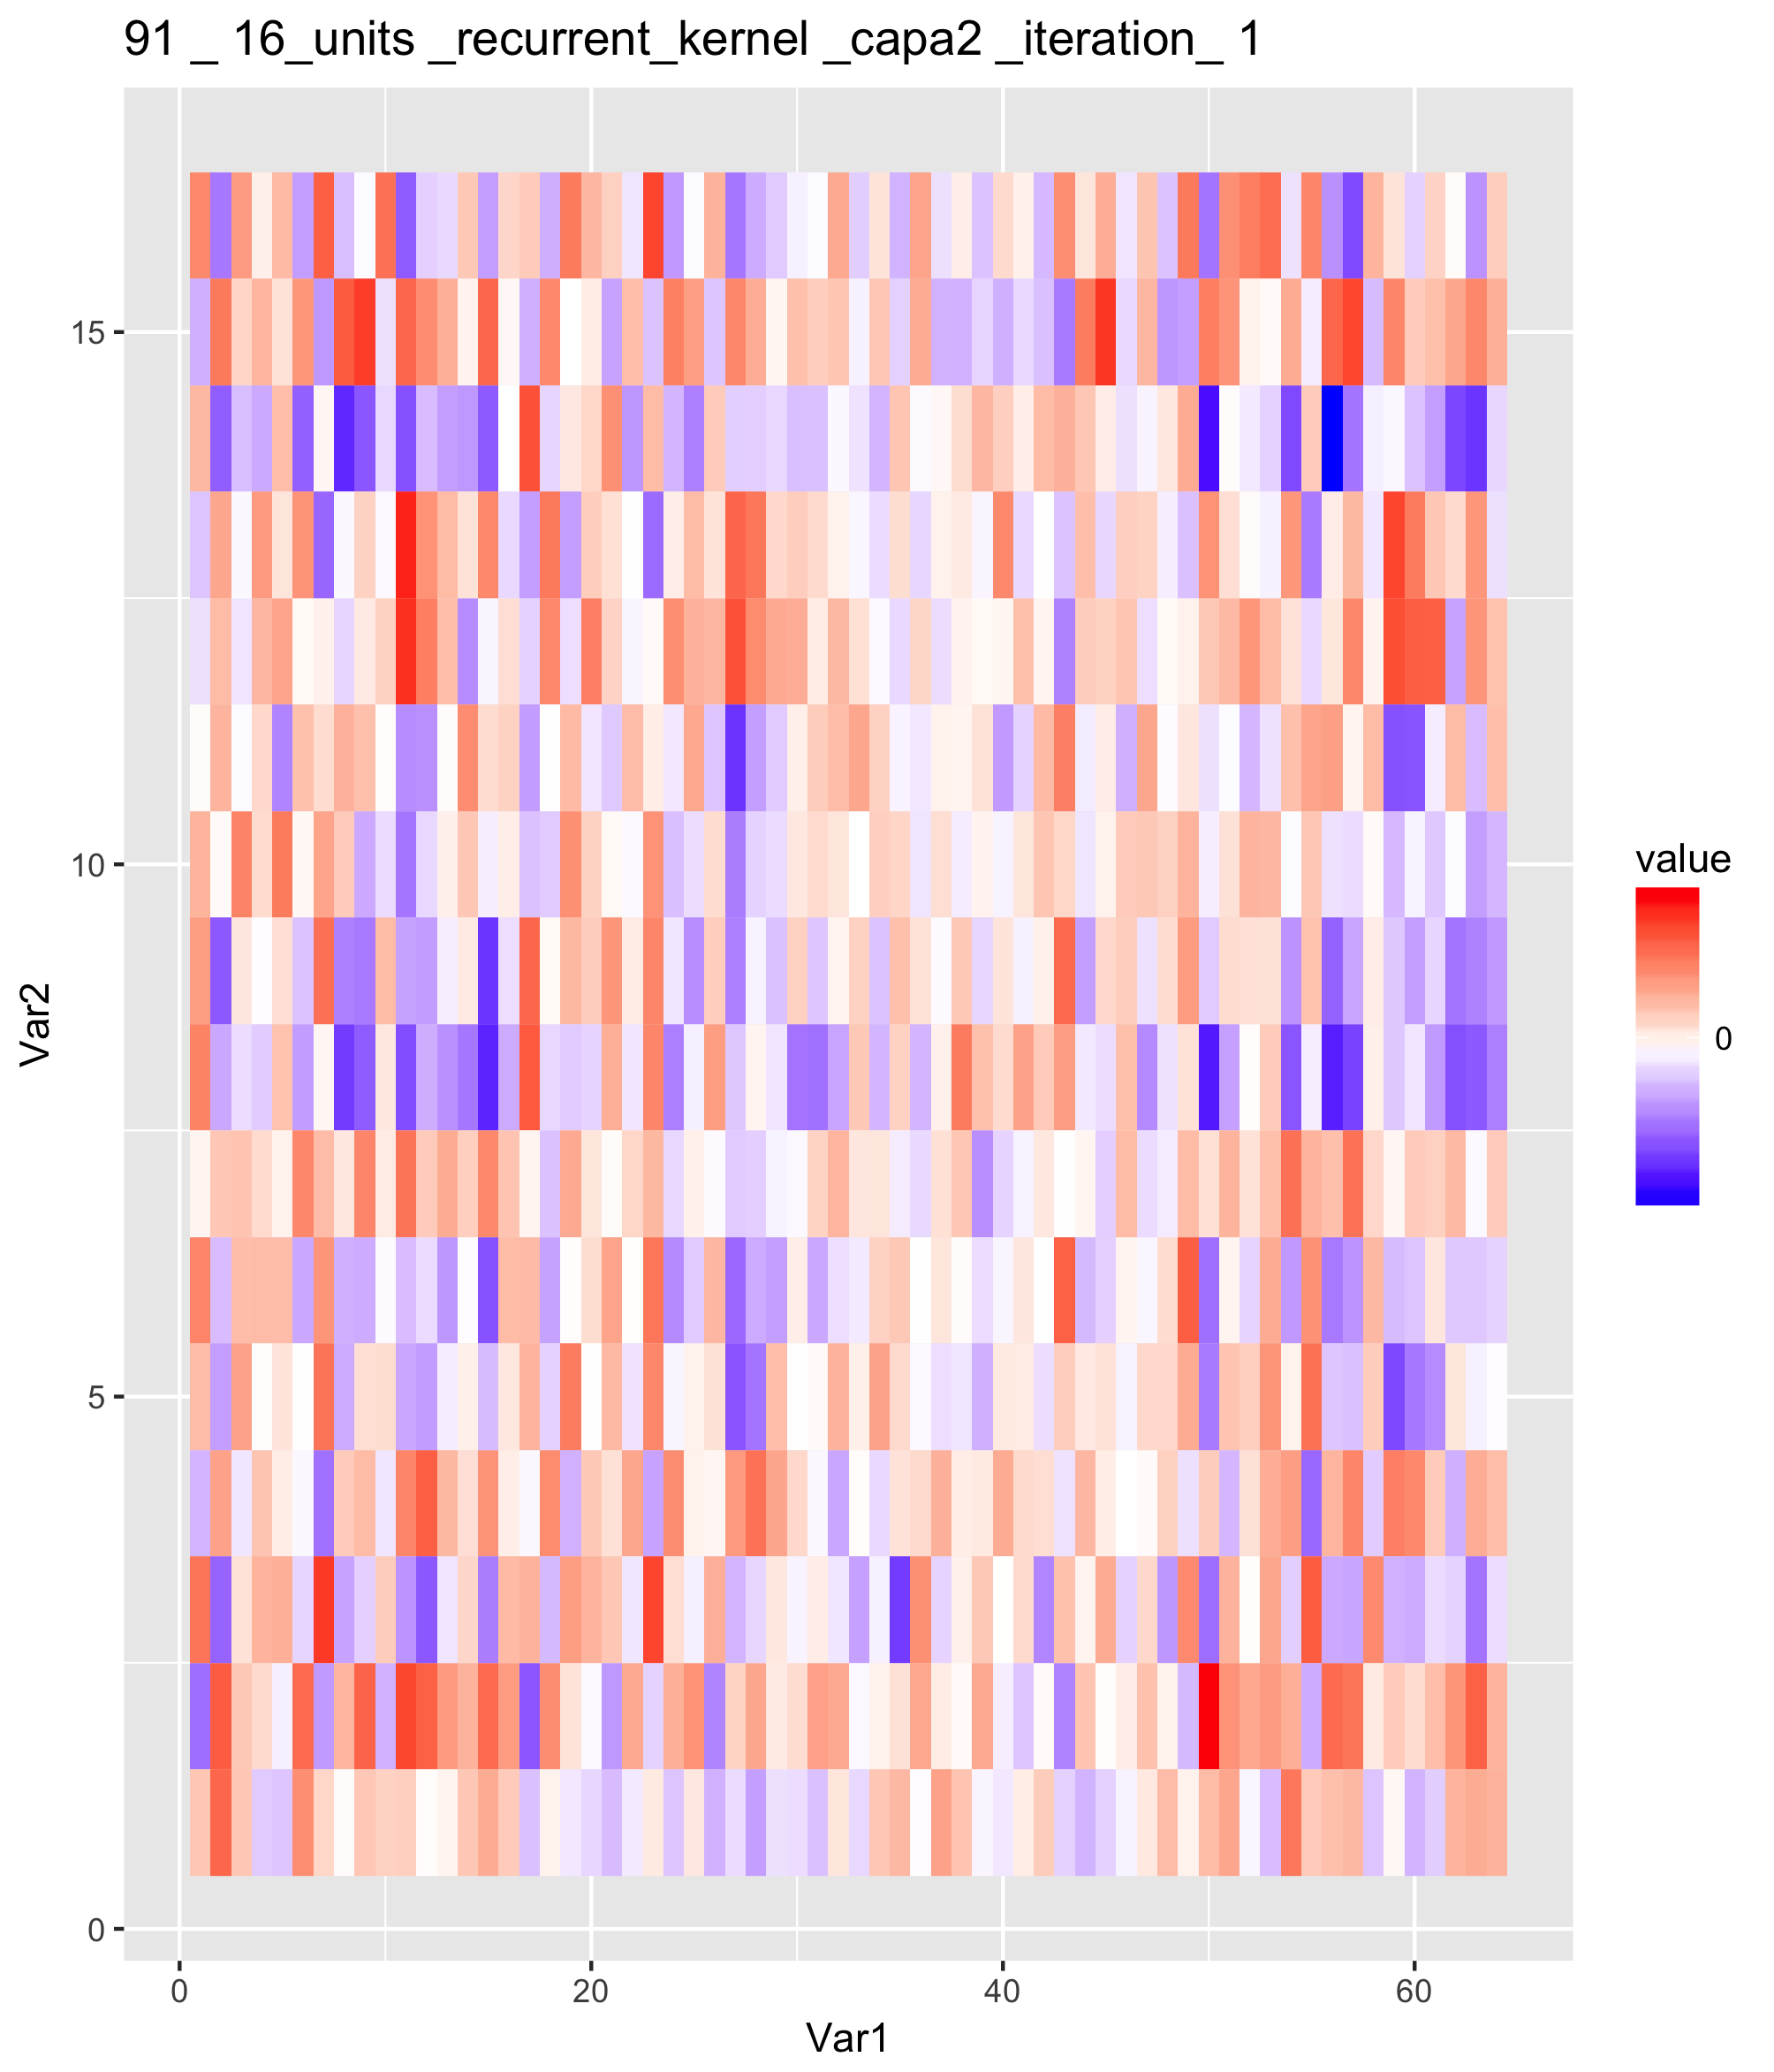 91 _ 16_units _recurrent_kernel _capa2 _iteration_ 1
15
10
5
0
Var2
0
20
40
60
Var1
value
0